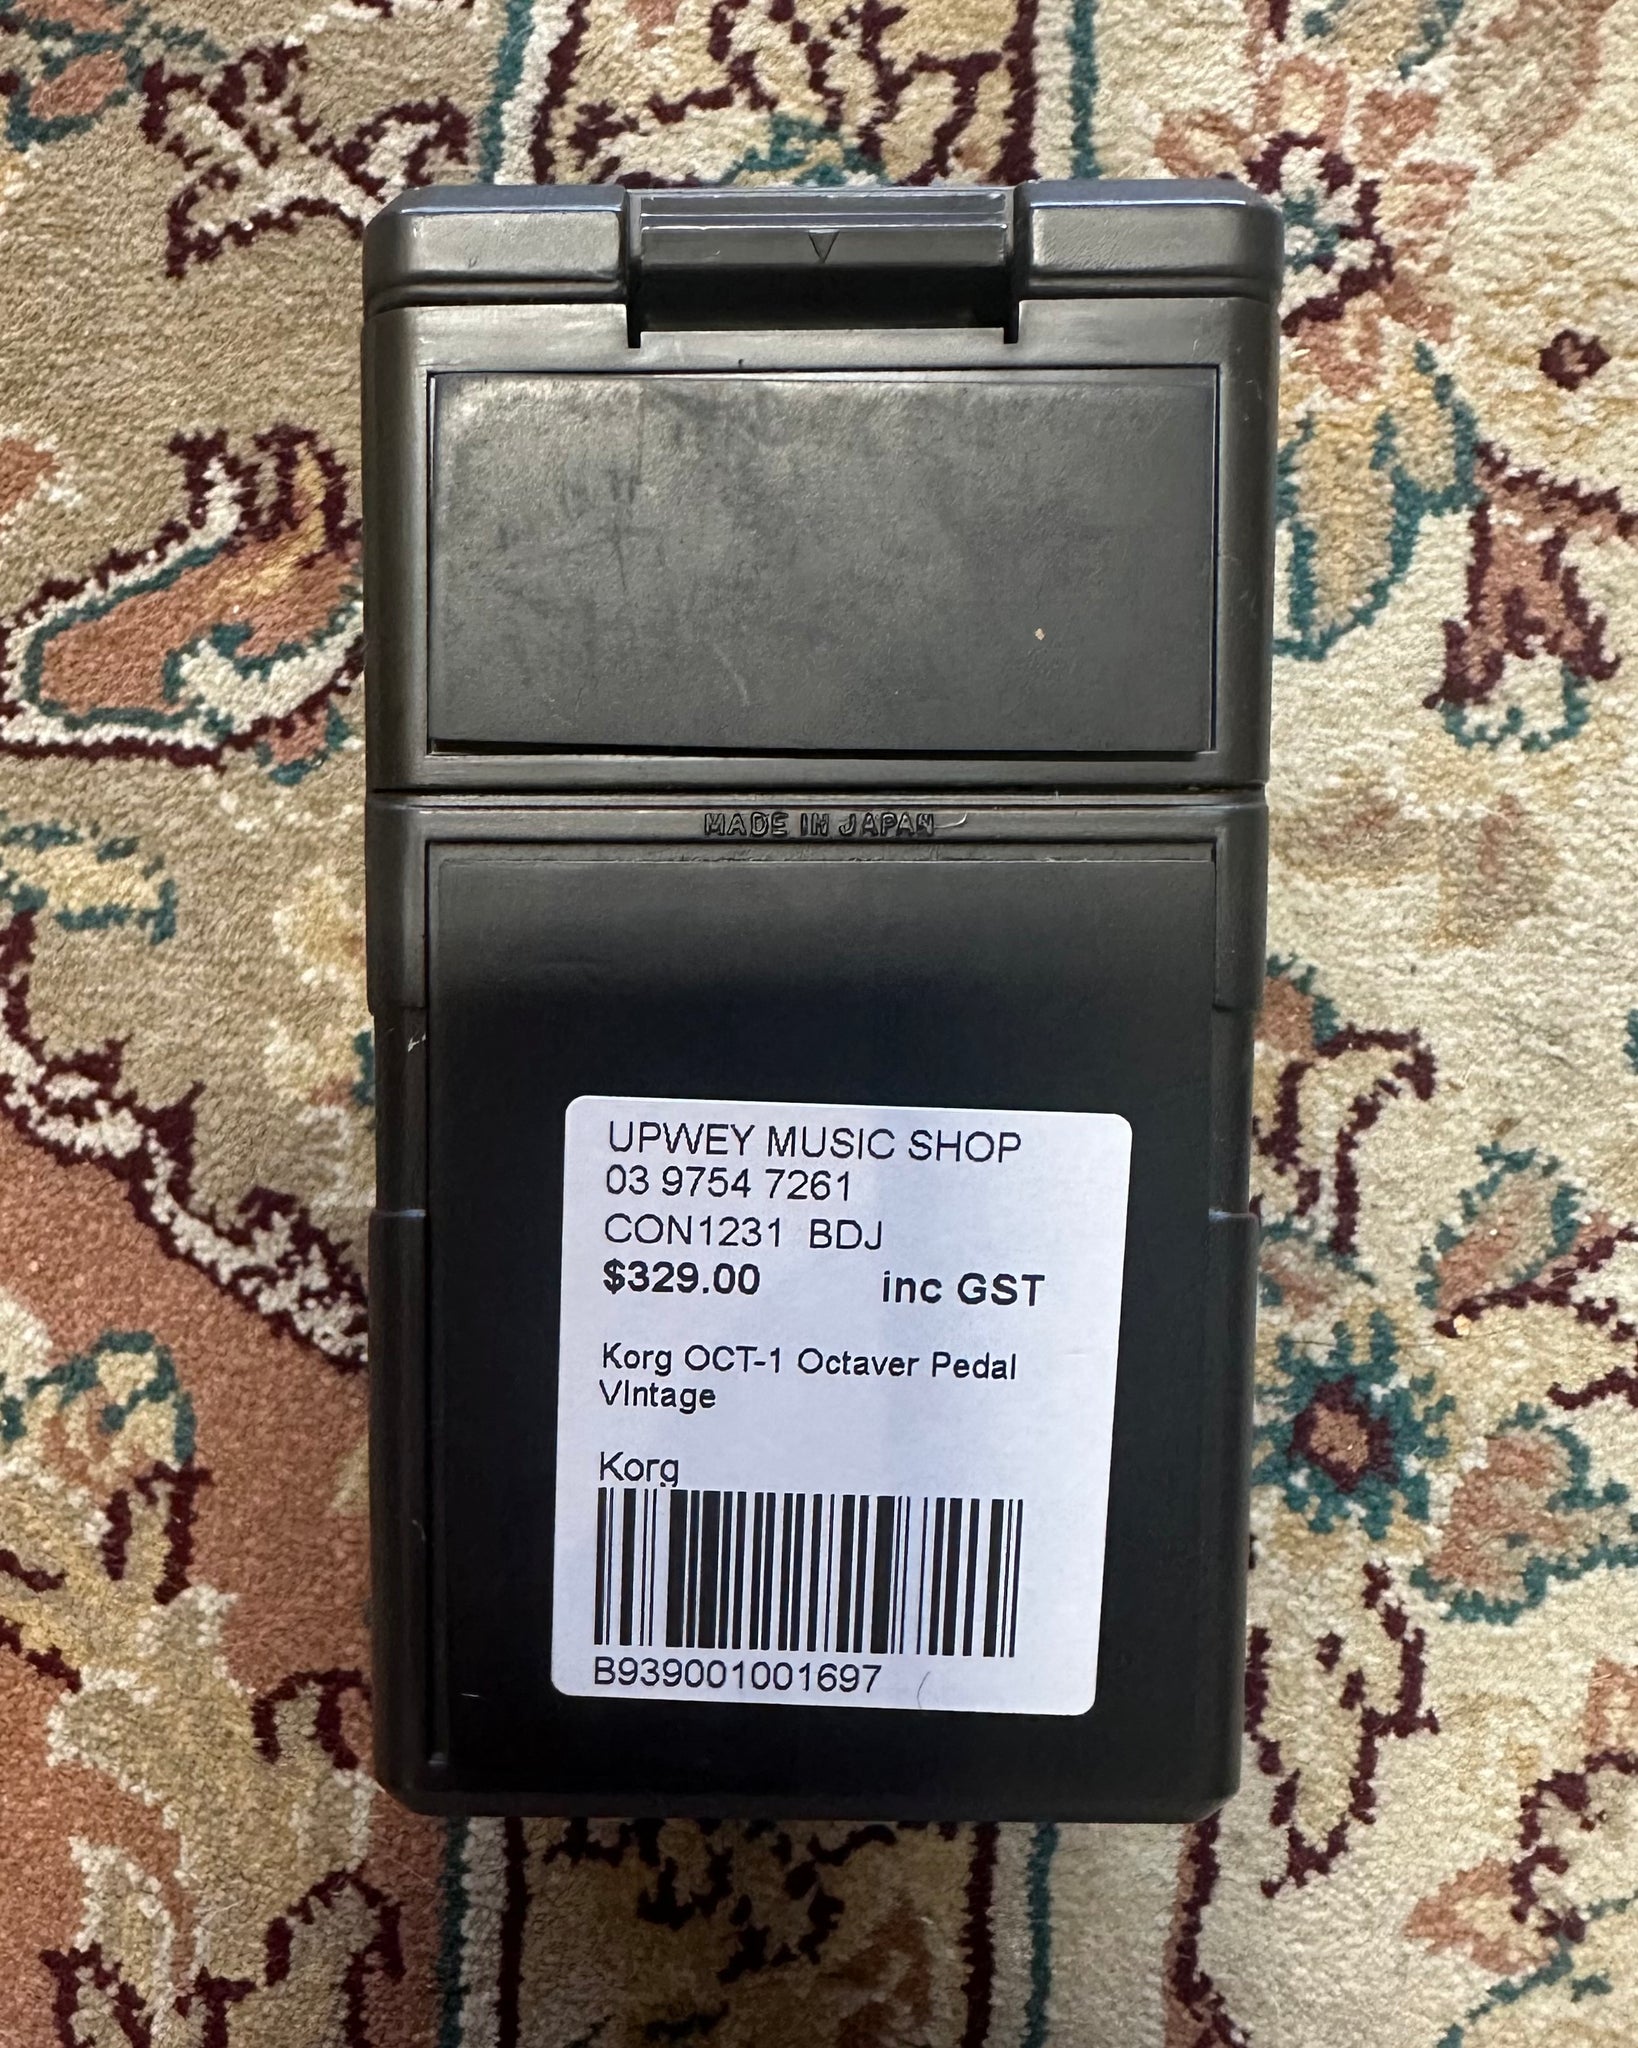 MADE IN JAPAN
UPWEY MUSIC SHOP
03 9754 7261
CON1231 BDJ
$329.00 inc GST
Korg OCT-1 Octaver Pedal
VIntage
Korg
B939001001697